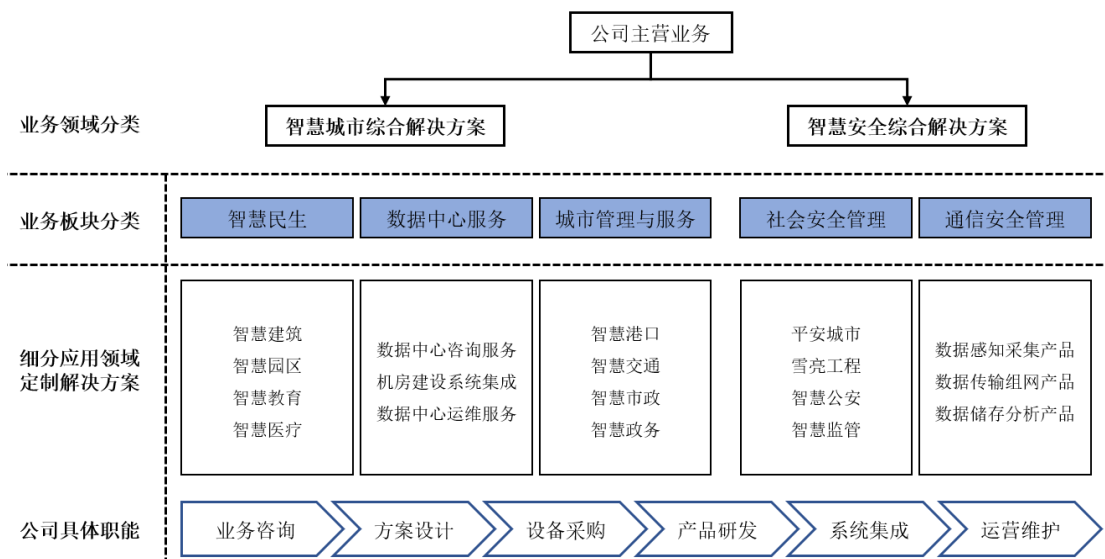 公司主营业务
业务领域分类
智慧城市综合解决方案
智慧安全综合解决方案
业务板块分类
智慧民生
数据中心服务
城市管理与服务
社会安全管理
通信安全管理
细分应用领域
定制解决方案
智慧建筑
智慧园区
智慧教育
智慧医疗
数据中心咨询服务
机房建设系统集成
数据中心运维服务
智慧港口
智慧交通
智慧市政
智慧政务
平安城市
雪亮工程
智慧公安
智慧监管
数据感知采集产品
数据传输组网产品
数据储存分析产品
公司具体职能
业务咨询
方案设计
设备采购
产品研发
系统集成
运营维护